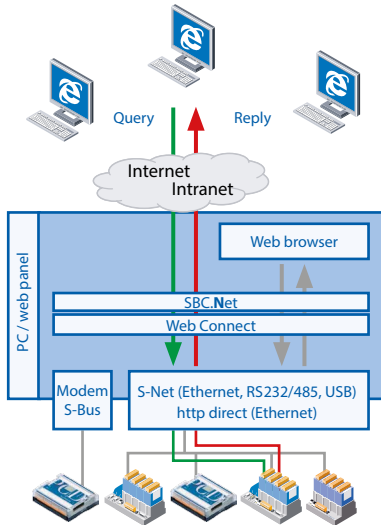 Query
Reply
Internet
Intranet
PC / web panel
Web browser
SBC.Net
Web Connect
Modem
S-Bus
S-Net (Ethernet, RS232/485, USB)
http direct (Ethernet)